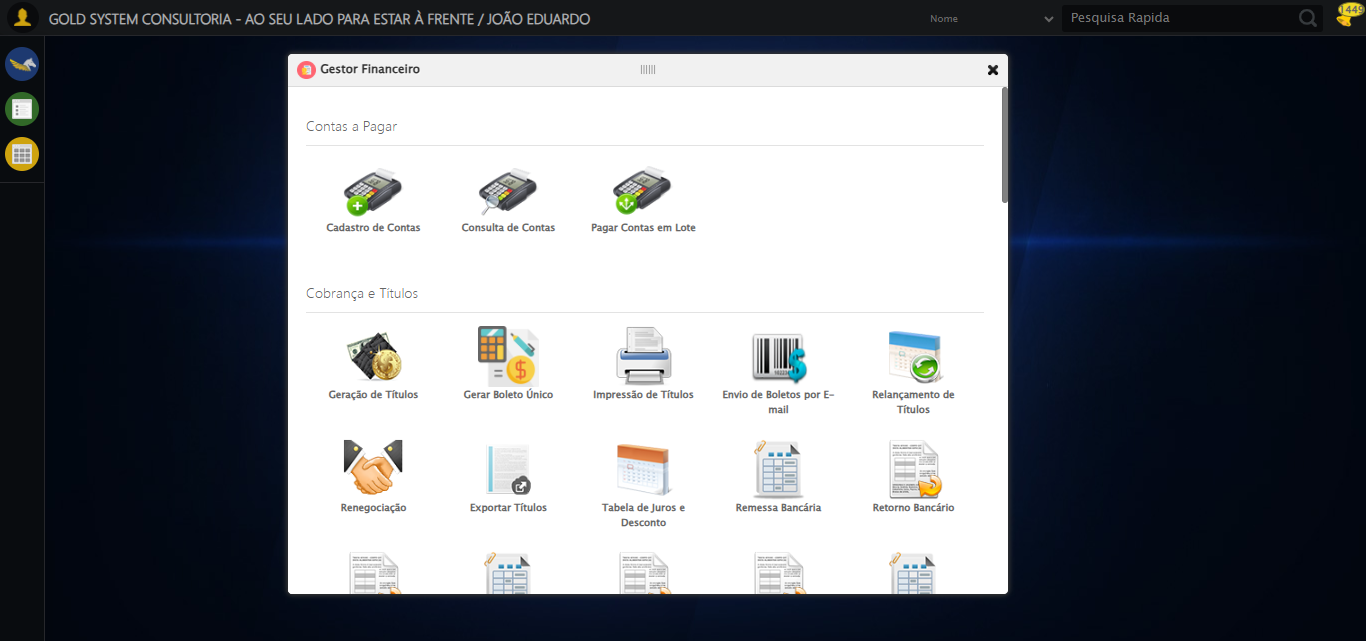 GOLD SYSTEM CONSULTORIA - AO SEU LADO PARA ESTAR À FRENTE / JOÃO EDUARDO
Nome
Pesquisa Rapida
1449
Gestor Financeiro
Contas a Pagar
Cadastro de Contas
Consulta de Contas
Pagar Contas em Lote
Cobrança e Títulos
Geração de Títulos
Gerar Boleto Único
Impressão de Títulos
Envio de Boletos por E-
mail
Relançamento de
Títulos
Renegociação
Exportar Títulos
Tabela de Juros e
Desconto
Remessa Bancária
Retorno Bancário